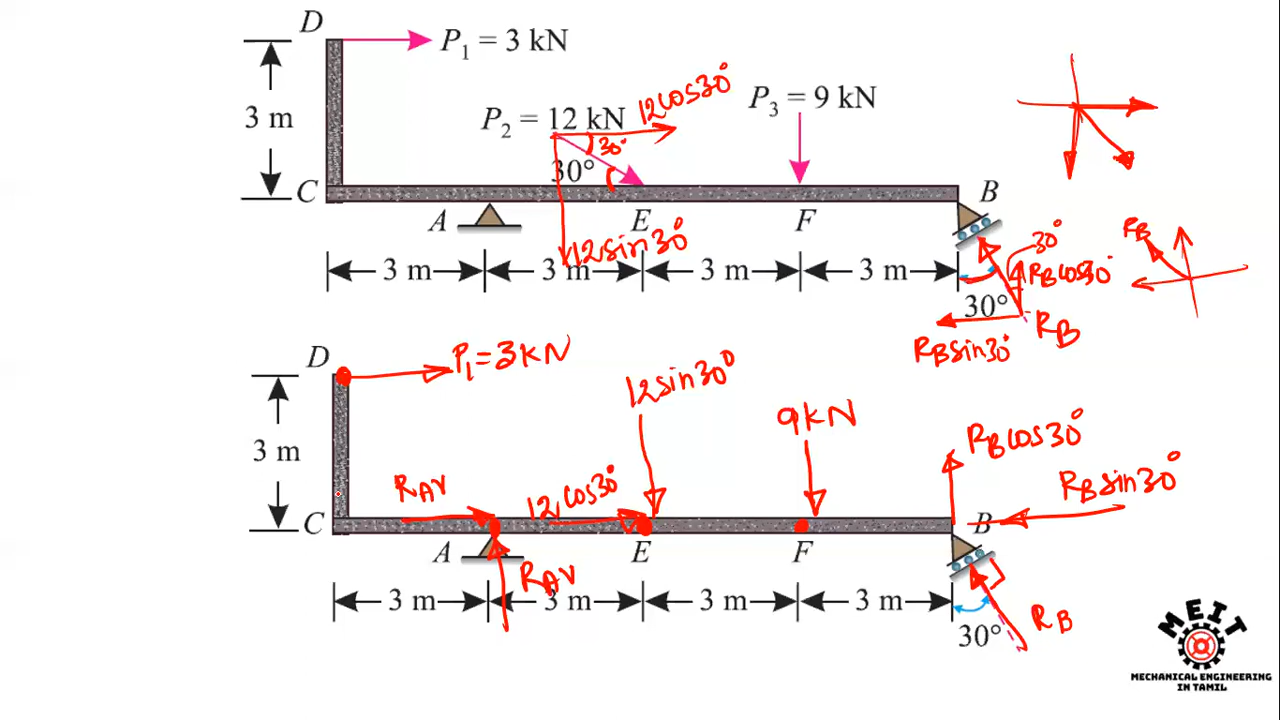 D
P1 = 3 kN
3 m
P2 = 12 kN
12cos30°
30°
30°
P3 = 9 kN
C
A
E
F
B
12sin30°
3 m
3 m
3 m
3 m
30°
30°
RBcos30°
RB
RBsin30°
RB
D
P1=3KN
3 m
12sin30°
9KN
RBcos30°
RBsin30°
RAV
12cos30°
C
A
E
F
B
RAV
3 m
3 m
3 m
3 m
30°
RB
MEIT
MECHANICAL ENGINEERING
IN TAMIL